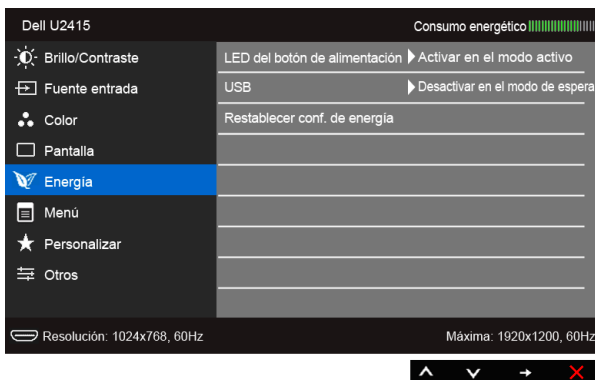 Dell U2415 Consumo energético
Brillo/Contraste LED del botón de alimentación Activar en el modo activo
Fuente entrada USB Desactivar en el modo de espera
Color Restablecer conf. de energía
Pantalla
Energía
Menú
Personalizar
Otros
Resolución: 1024x768, 60Hz Máxima: 1920x1200, 60Hz